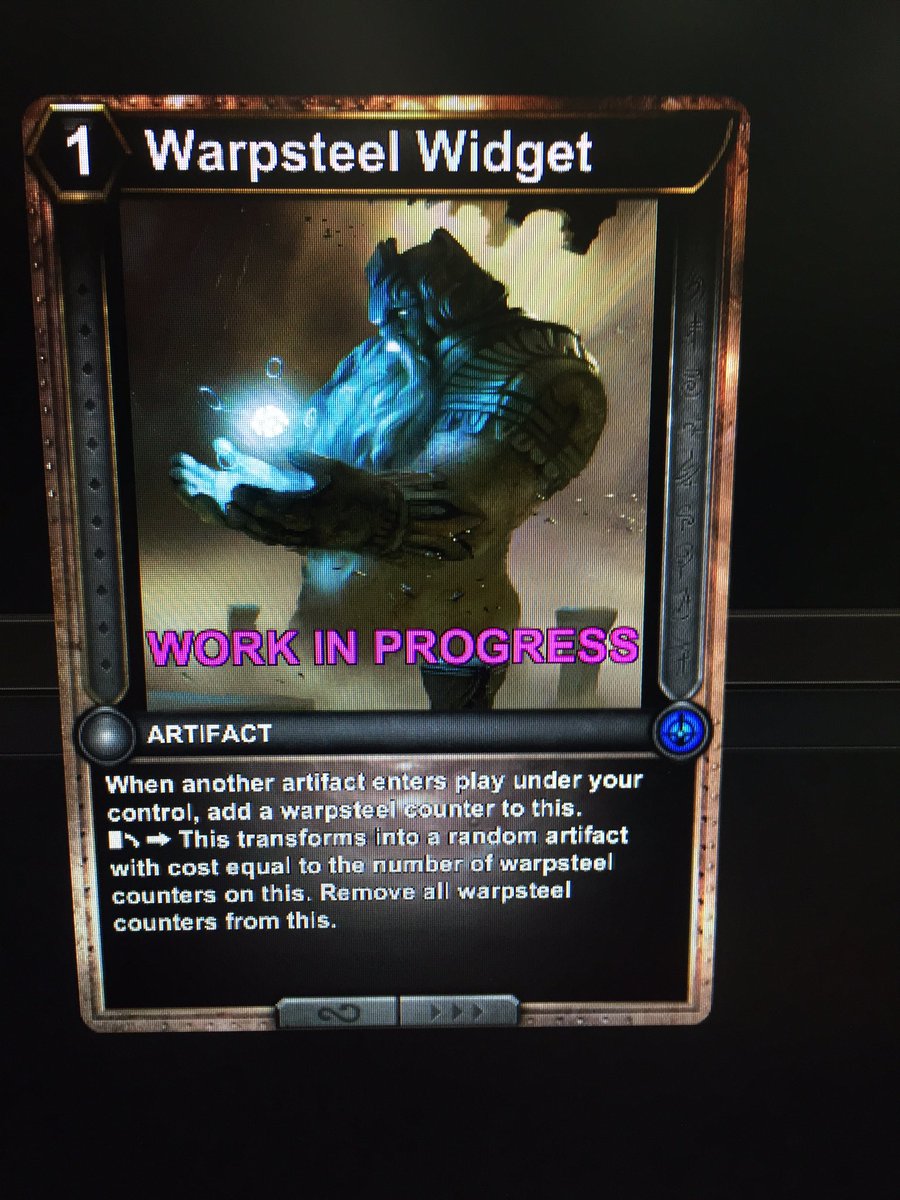 1
Warpsteel Widget
WORK IN PROGRESS
ARTIFACT
When another artifact enters play under your
control, add a warpsteel counter to this.
➡ This transforms into a random artifact
with cost equal to the number of warpsteel
counters on this. Remove all warpsteel
counters from this.